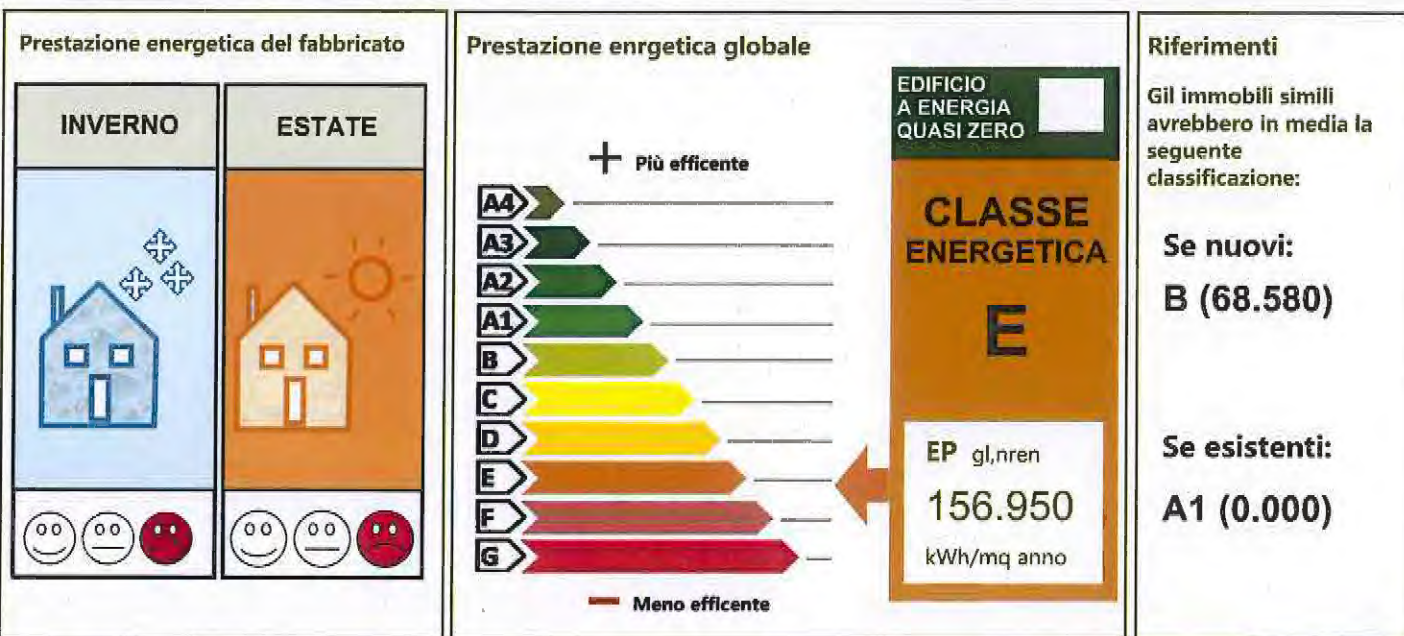 Prestazione energetica del fabbricato
INVERNO
ESTATE
Prestazione enrgetica globale
Più efficente
A4
A3
A2
A1
B
C
D
E
F
G
Meno efficente
EDIFICIO
A ENERGIA
QUASI ZERO
CLASSE
ENERGETICA
E
EP gl,nren
156.950
kWh/mq anno
Riferimenti
Gil immobili simili
avrebbero in media la
seguente
classificazione:
Se nuovi:
B (68.580)
Se esistenti:
A1 (0.000)